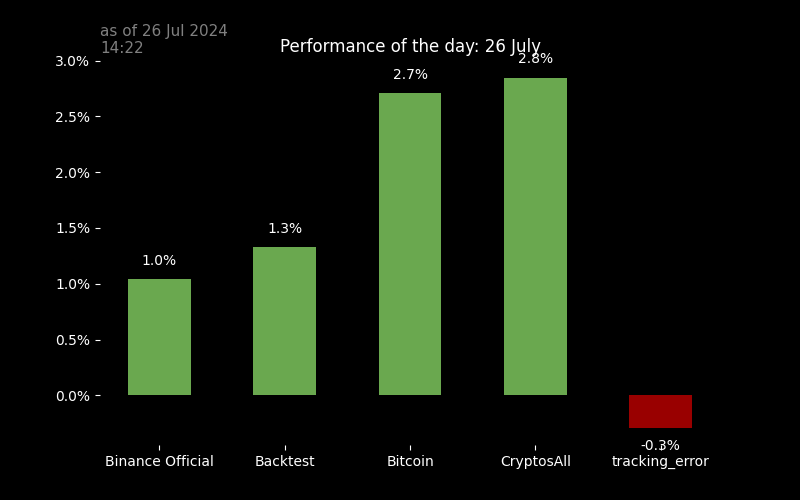 as of 26 Jul 2024
14:22
Performance of the day: 26 July
3.0%
2.5%
2.0%
1.5%
1.0%
0.5%
0.0%
1.0%
1.3%
2.7%
2.8%
-0.3%
Binance Official
Backtest
Bitcoin
CryptosAll
tracking_error